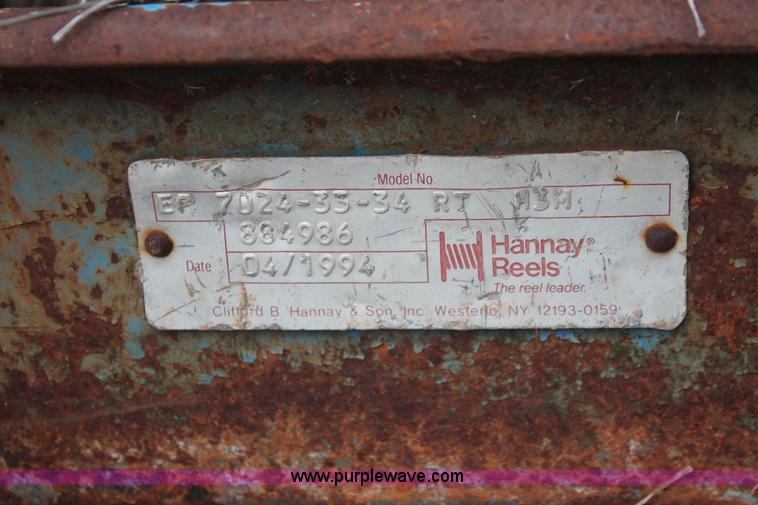 Model No.
EP 7024-33-34 RT M3M
884986
Date 04/1994
Hannay®
Reels
The reel leader.
Clifford B. Hannay & Son, Inc. Westerlo, NY 12193-0159
www.purplewave.com